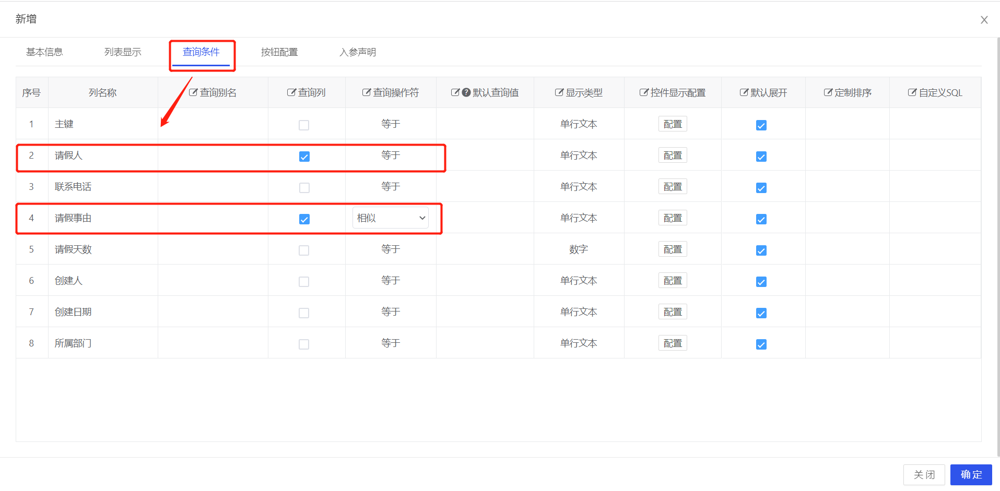 新增
基本信息 列表显示 查询条件 按钮配置 入参声明
序号 列名称 查询别名 查询列 查询操作符 默认查询值 显示类型 控件显示配置 默认展开 定制排序 自定义SQL
1 主键 等于 单行文本 配置
2 请假人 等于 单行文本 配置
3 联系电话 等于 单行文本 配置
4 请假事由 相似 单行文本 配置
5 请假天数 等于 数字 配置
6 创建人 等于 单行文本 配置
7 创建日期 等于 单行文本 配置
8 所属部门 等于 单行文本 配置
关闭 确定